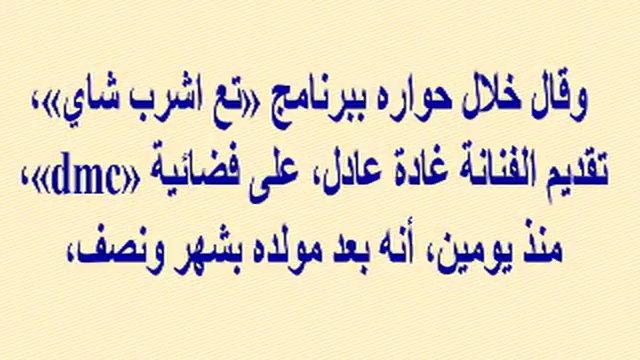 وقال خلال حواره ببرنامج «تع اشرب شاي»،
تقديم الفنانة غادة عادل، على فضائية «dmc»،
منذ يومين، أنه بعد مولده بشهر ونصف،